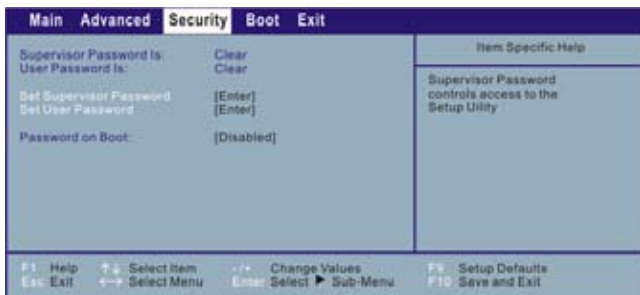 Main Advanced Security Boot Exit
Item Specific Help
Supervisor Password Is: Clear
User Password Is: Clear
Set Supervisor Password [Enter]
Set User Password [Enter]
Password on Boot: [Disabled]
Supervisor Password
controls access to the
Setup Uility
F1 Help ↑↓ Select Item -/+ Change Values F9 Setup Defaults
Esc Exit ←→ Select Menu Enter Select ▶ Sub-Menu F10 Save and Exit